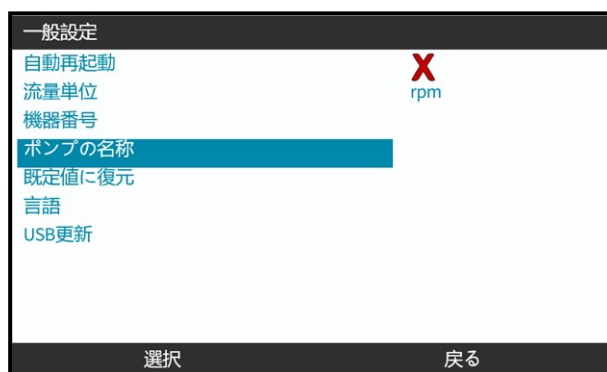 一般設定
自動再起動 X
流量単位 rpm
機器番号
ポンプの名称
既定値に復元
言語
USB更新
選択 戻る